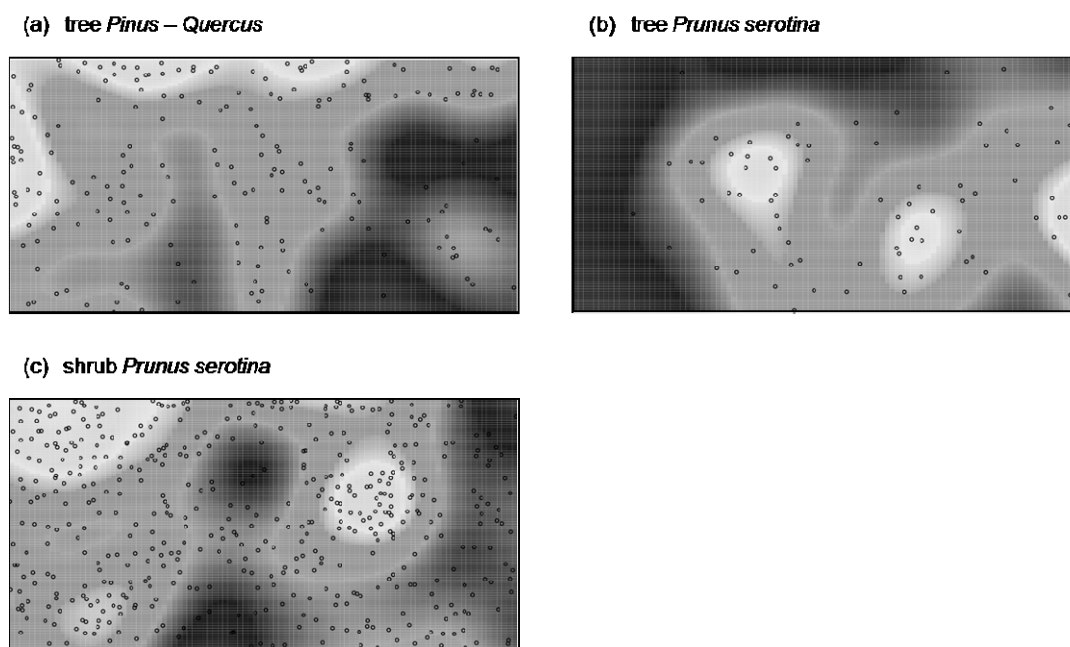 (a) tree Pinus – Quercus
(b) tree Prunus serotina
(c) shrub Prunus serotina